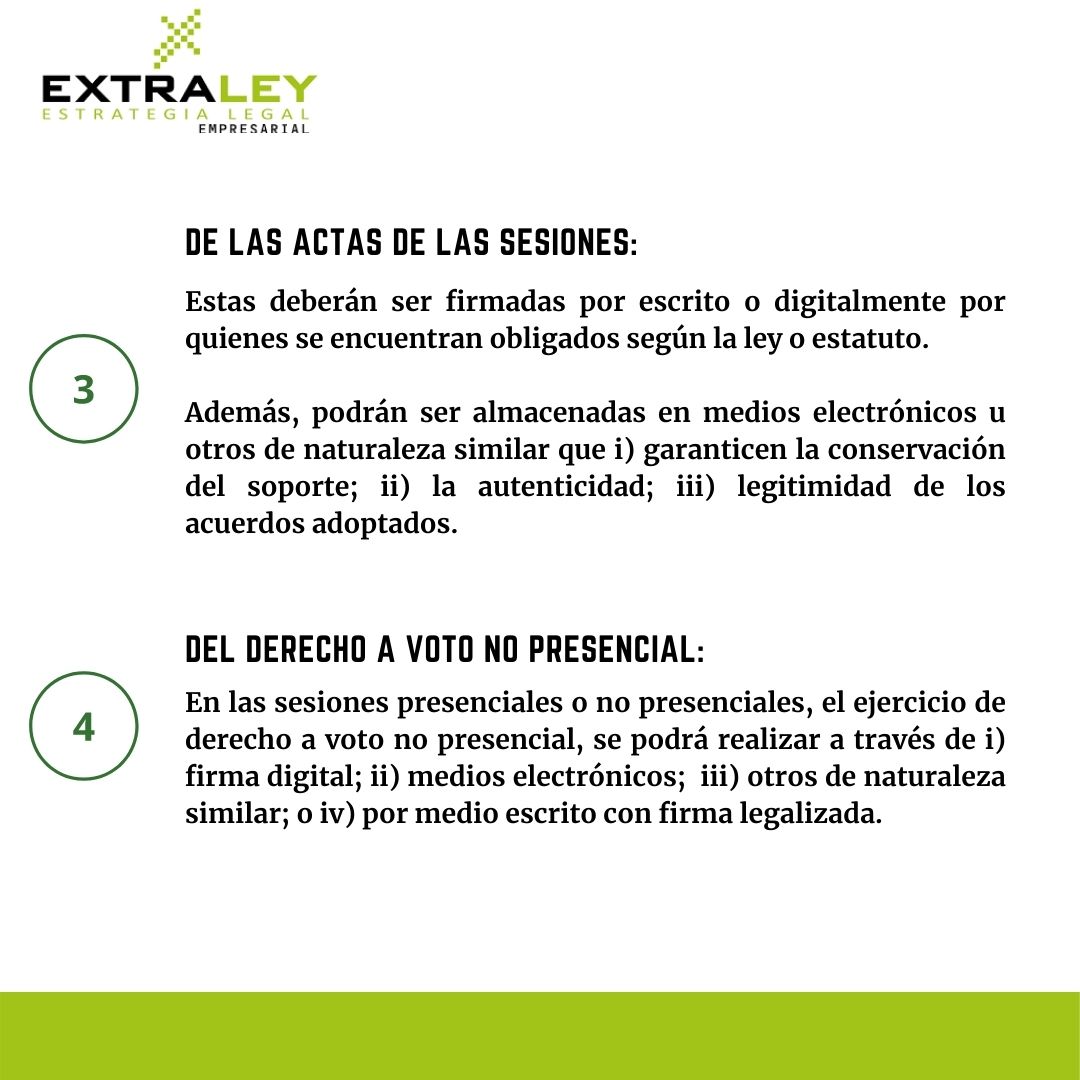 EXTRALEY
ESTRATEGIA LEGAL
EMPRESARIAL
DE LAS ACTAS DE LAS SESIONES:
Estas deberán ser firmadas por escrito o digitalmente por
quienes se encuentran obligados según la ley o estatuto.
3
Además, podrán ser almacenadas en medios electrónicos u
otros de naturaleza similar que i) garanticen la conservación
del soporte; ii) la autenticidad; iii) legitimidad de los
acuerdos adoptados.
DEL DERECHO A VOTO NO PRESENCIAL:
4
En las sesiones presenciales o no presenciales, el ejercicio de
derecho a voto no presencial, se podrá realizar a través de i)
firma digital; ii) medios electrónicos;  iii) otros de naturaleza
similar; o iv) por medio escrito con firma legalizada.